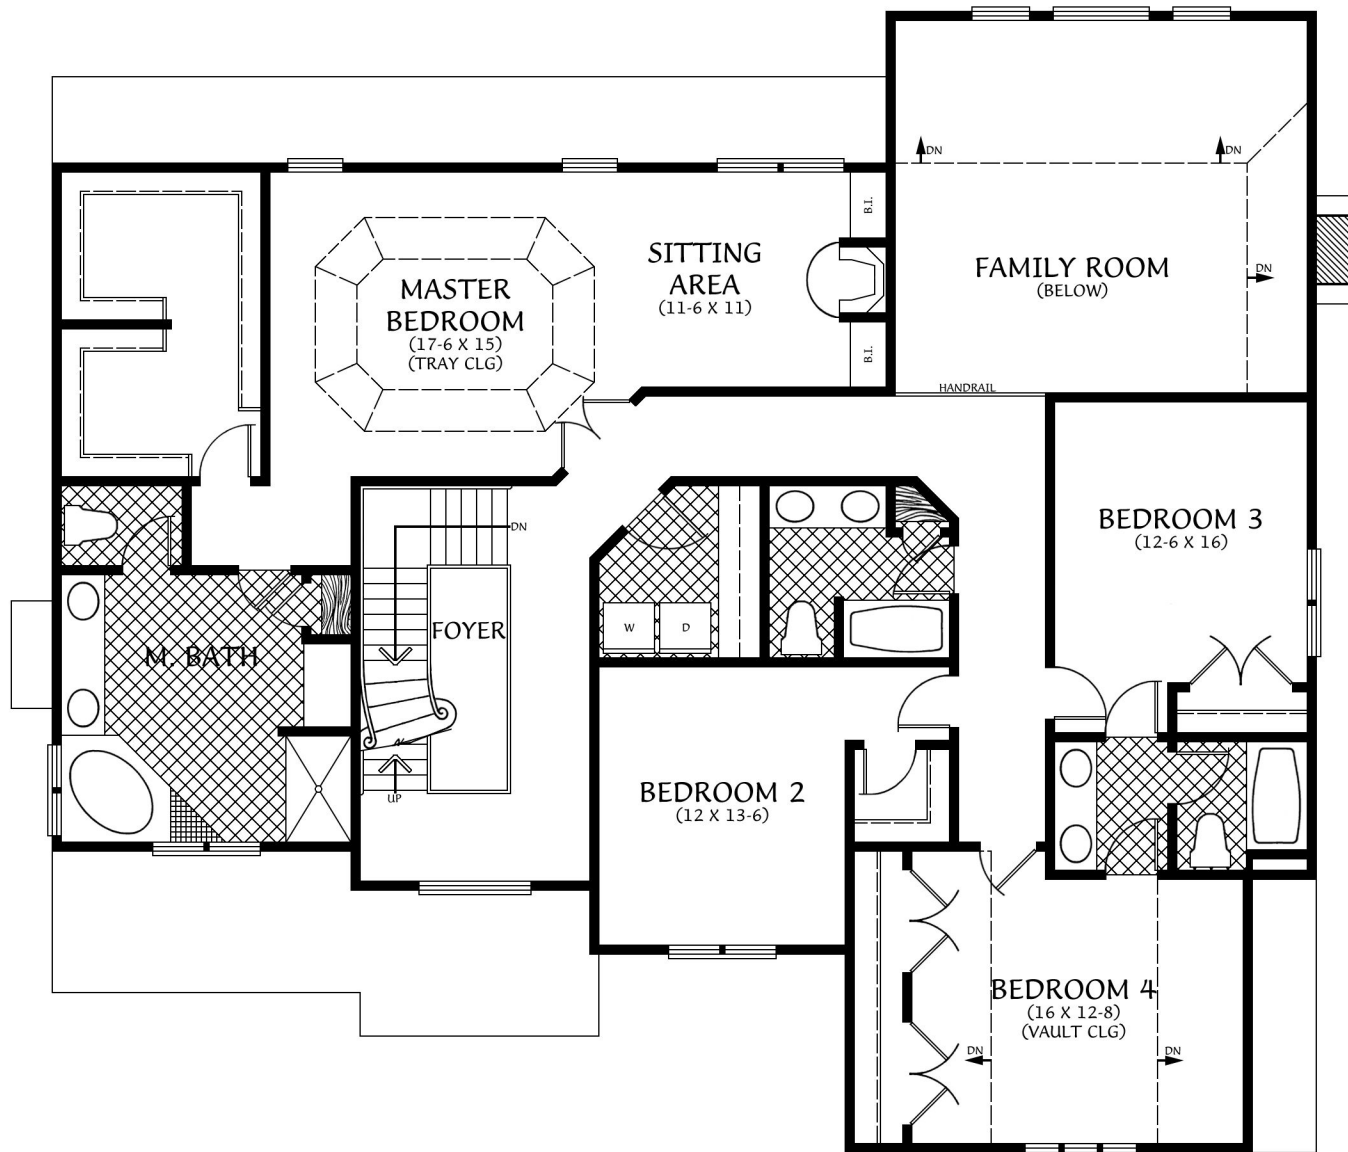 DN
DN
B.I.
SITTING
AREA
(11-6 X 11)
FAMILY ROOM
(BELOW)
DN
MASTER
BEDROOM
(17-6 X 15)
(TRAY CLG)
B.I.
HANDRAIL
DN
BEDROOM 3
(12-6 X 16)
FOYER
W
D
M. BATH
BEDROOM 2
(12 X 13-6)
UP
BEDROOM 4
(16 X 12-8)
(VAULT CLG)
DN
DN